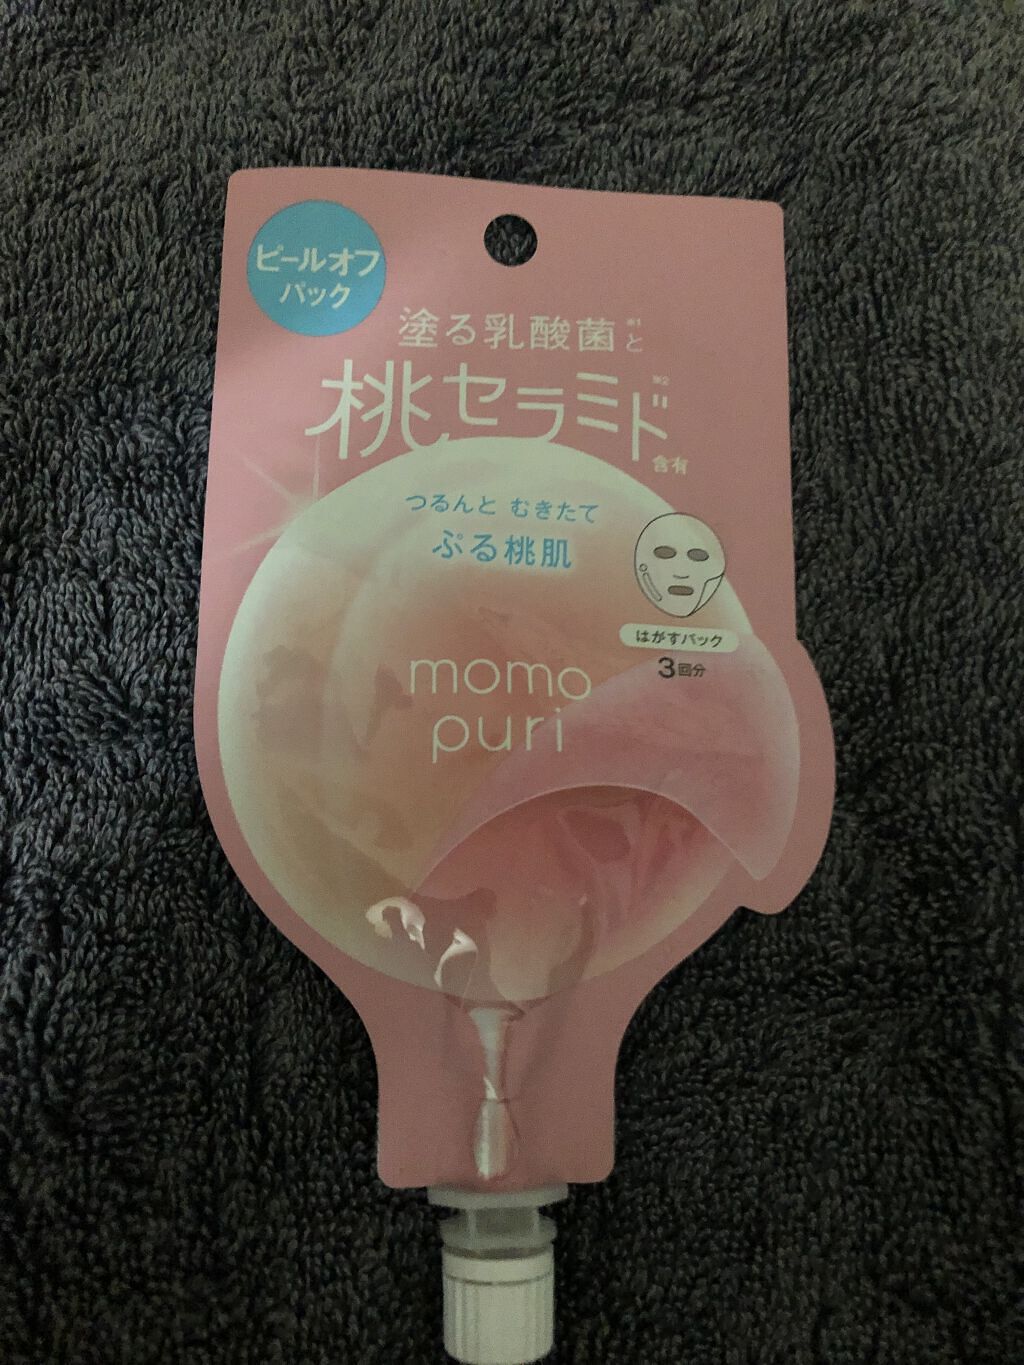 ピールオフ
パック
塗る乳酸菌※1と
桃セラミド※2
含有
つるんと むきたて
ぷる桃肌
はがすパック
3回分
momo
puri